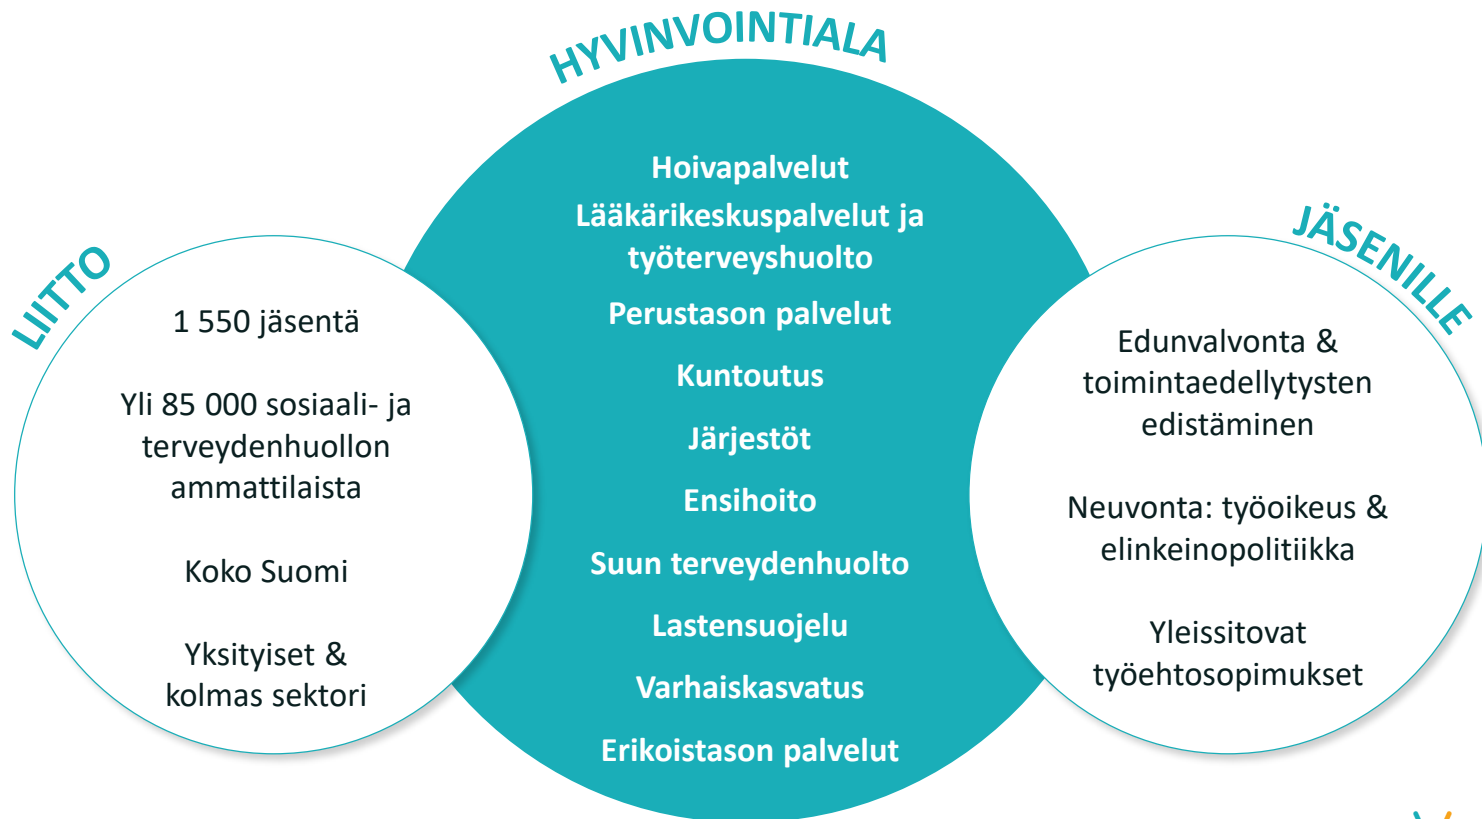 HYVINVOINTIALA
Hoivapalvelut
Lääkärikeskuspalvelut ja
työterveyshuolto
Perustason palvelut
Kuntoutus
Järjestöt
Ensihoito
Suun terveydenhuolto
Lastensuojelu
Varhaiskasvatus
Erikoistason palvelut
LIITTO
1 550 jäsentä
Yli 85 000 sosiaali- ja
terveydenhuollon
ammattilaista
Koko Suomi
Yksityiset &
kolmas sektori
JÄSENILLE
Edunvalvonta &
toimintaedellytysten
edistäminen
Neuvonta: työoikeus &
elinkeinopolitiikka
Yleissitovat
työehtosopimukset